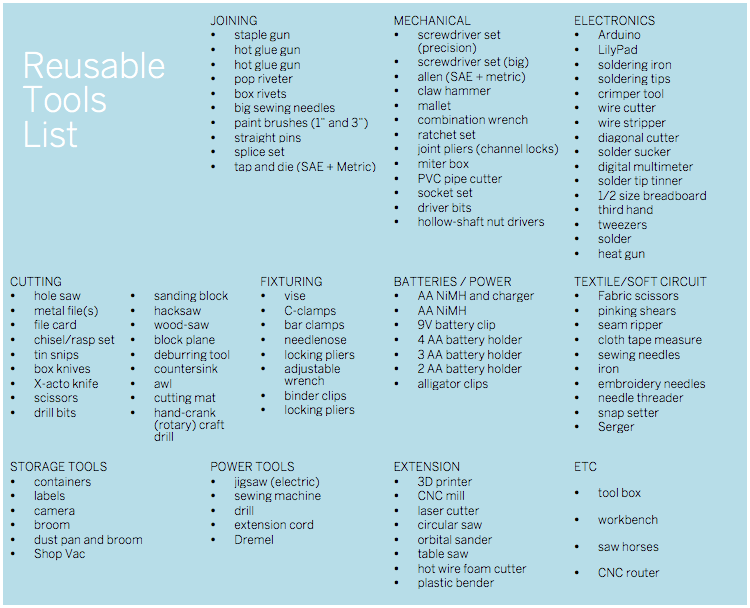 Reusable
Tools
List
JOINING
• staple gun
• hot glue gun
• hot glue gun
• pop riveter
• box rivets
• big sewing needles
• paint brushes (1" and 3")
• straight pins
• splice set
• tap and die (SAE + Metric)
MECHANICAL
• screwdriver set
(precision)
• screwdriver set (big)
• allen (SAE + metric)
• claw hammer
• mallet
• combination wrench
• ratchet set
• joint pliers (channel locks)
• miter box
• PVC pipe cutter
• socket set
• driver bits
• hollow-shaft nut drivers
ELECTRONICS
• Arduino
• LilyPad
• soldering iron
• soldering tips
• crimper tool
• wire cutter
• wire stripper
• diagonal cutter
• solder sucker
• digital multimeter
• solder tip tinner
• 1/2 size breadboard
• third hand
• tweezers
• solder
• heat gun
CUTTING
• hole saw
• metal file(s)
• file card
• chisel/rasp set
• tin snips
• box knives
• X-acto knife
• scissors
• drill bits
• sanding block
• hacksaw
• wood-saw
• block plane
• deburring tool
• countersink
• awl
• cutting mat
• hand-crank
(rotary) craft
drill
FIXTURING
• vise
• C-clamps
• bar clamps
• needlenose
• locking pliers
• adjustable
wrench
• binder clips
• locking pliers
BATTERIES / POWER
• AA NiMH and charger
• AA NiMH
• 9V battery clip
• 4 AA battery holder
• 3 AA battery holder
• 2 AA battery holder
• alligator clips
TEXTILE/SOFT CIRCUIT
• Fabric scissors
• pinking shears
• seam ripper
• cloth tape measure
• sewing needles
• iron
• embroidery needles
• needle threader
• snap setter
• Serger
STORAGE TOOLS
• containers
• labels
• camera
• broom
• dust pan and broom
• Shop Vac
POWER TOOLS
• jigsaw (electric)
• sewing machine
• drill
• extension cord
• Dremel
EXTENSION
• 3D printer
• CNC mill
• laser cutter
• circular saw
• orbital sander
• table saw
• hot wire foam cutter
• plastic bender
ETC
• tool box
• workbench
• saw horses
• CNC router